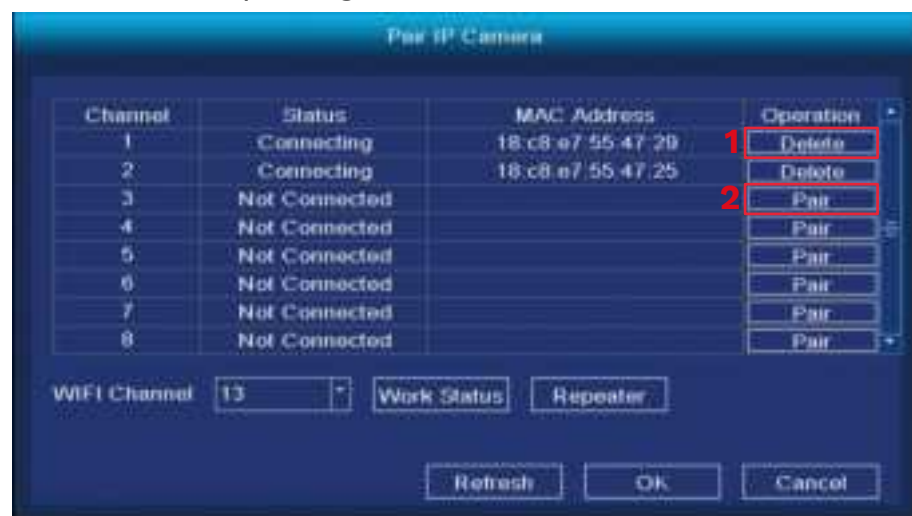 Pair IP Camera
Channel Status MAC Address Operation
1 Connecting 18:c8:e7:55:47:29 1 Delete
2 Connecting 18:c8:e7:55:47:25 Delete
3 Not Connected 2 Pair
4 Not Connected Pair
5 Not Connected Pair
6 Not Connected Pair
7 Not Connected Pair
8 Not Connected Pair
WIFI Channel 13 Work Status Repeater
Refresh OK Cancel